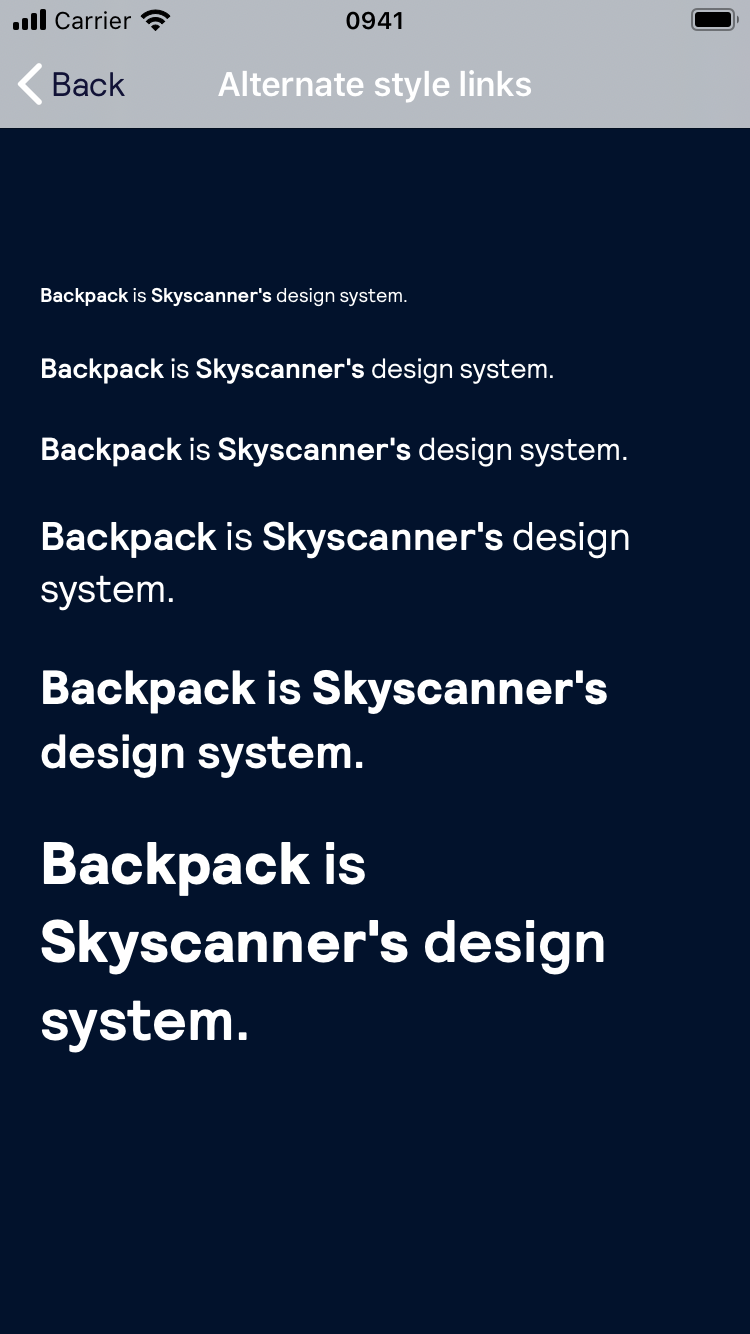 Carrier 0941
Back Alternate style links
Backpack is Skyscanner's design system.
Backpack is Skyscanner's design system.
Backpack is Skyscanner's design system.
Backpack is Skyscanner's design
system.
Backpack is Skyscanner's
design system.
Backpack is
Skyscanner's design
system.